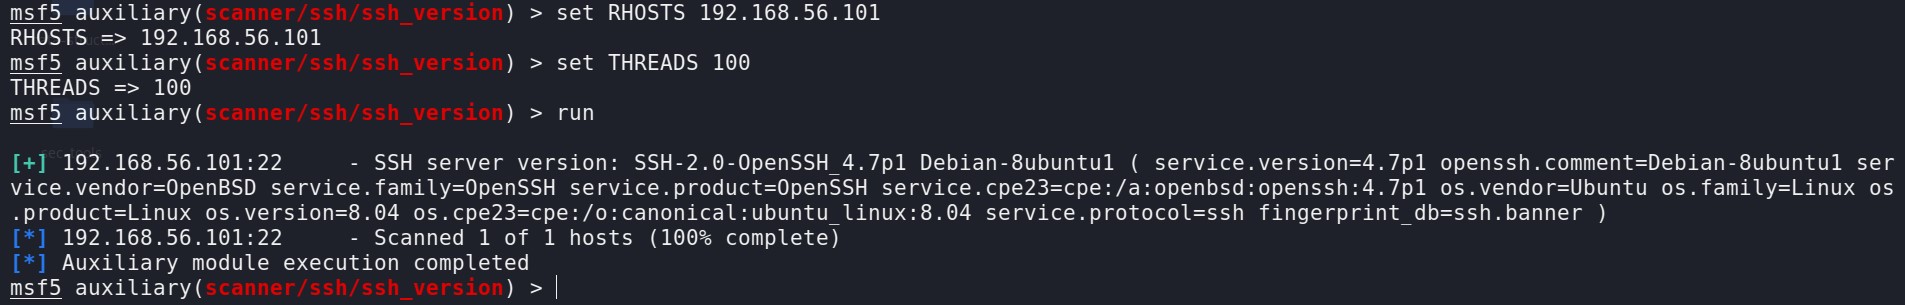 msf5 auxiliary(scanner/ssh/ssh_version) > set RHOSTS 192.168.56.101
RHOSTS => 192.168.56.101
msf5 auxiliary(scanner/ssh/ssh_version) > set THREADS 100
THREADS => 100
msf5 auxiliary(scanner/ssh/ssh_version) > run
[+] 192.168.56.101:22     - SSH server version: SSH-2.0-OpenSSH_4.7p1 Debian-8ubuntu1 ( service.version=4.7p1 openssh.comment=Debian-8ubuntu1 ser
vice.vendor=OpenBSD service.family=OpenSSH service.product=OpenSSH service.cpe23=cpe:/a:openbsd:openssh:4.7p1 os.vendor=Ubuntu os.family=Linux os
.product=Linux os.version=8.04 os.cpe23=cpe:/o:canonical:ubuntu_linux:8.04 service.protocol=ssh fingerprint_db=ssh.banner )
[*] 192.168.56.101:22     - Scanned 1 of 1 hosts (100% complete)
[*] Auxiliary module execution completed
msf5 auxiliary(scanner/ssh/ssh_version) >